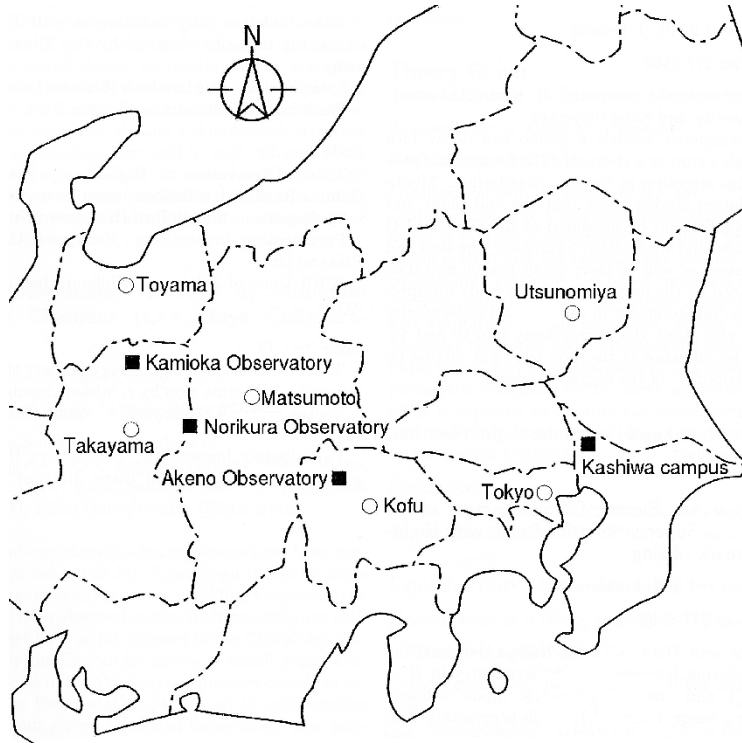 N
Toyama
Utsunomiya
Kamioka Observatory
Matsumoto
Norikura Observatory
Takayama
Kashiwa campus
Akeno Observatory
Tokyo
Kofu